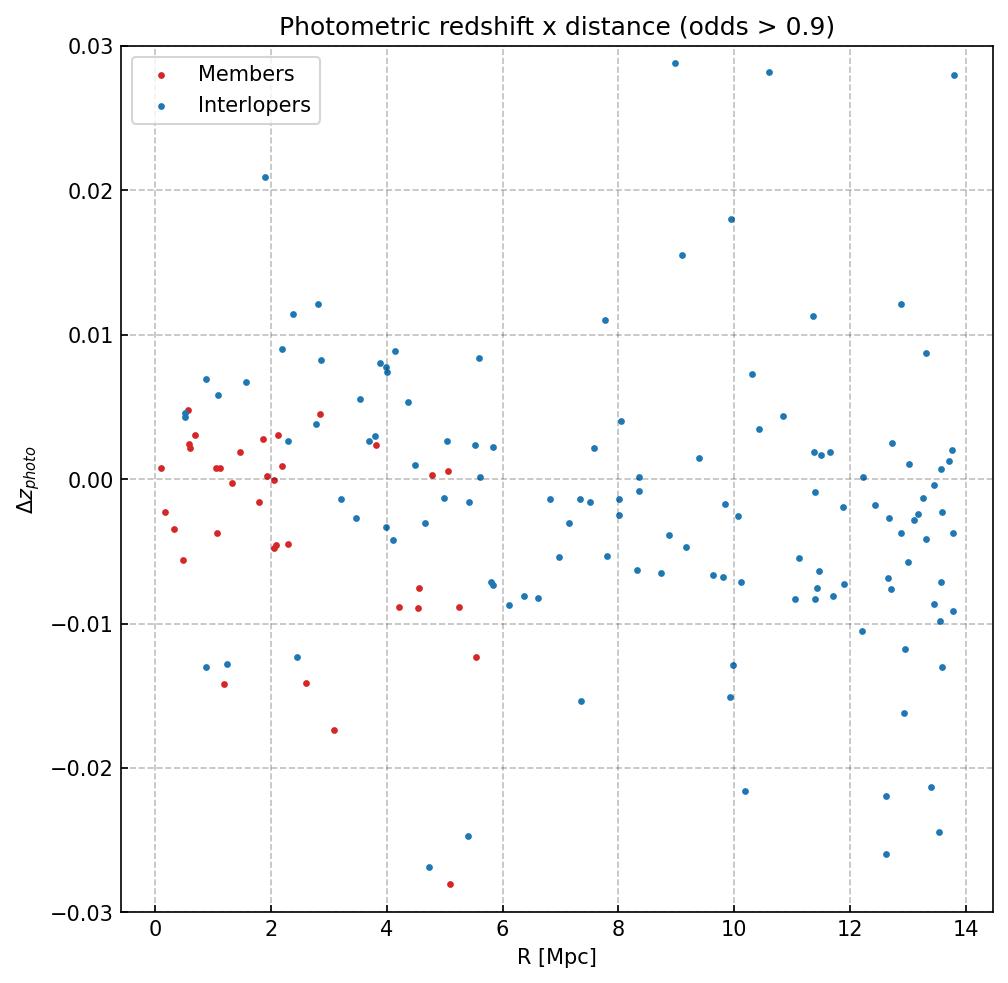 Photometric redshift x distance (odds > 0.9)
Members
Interlopers
0.03
0.02
0.01
0.00
−0.01
−0.02
−0.03
Δz_photo
0 2 4 6 8 10 12 14
R [Mpc]